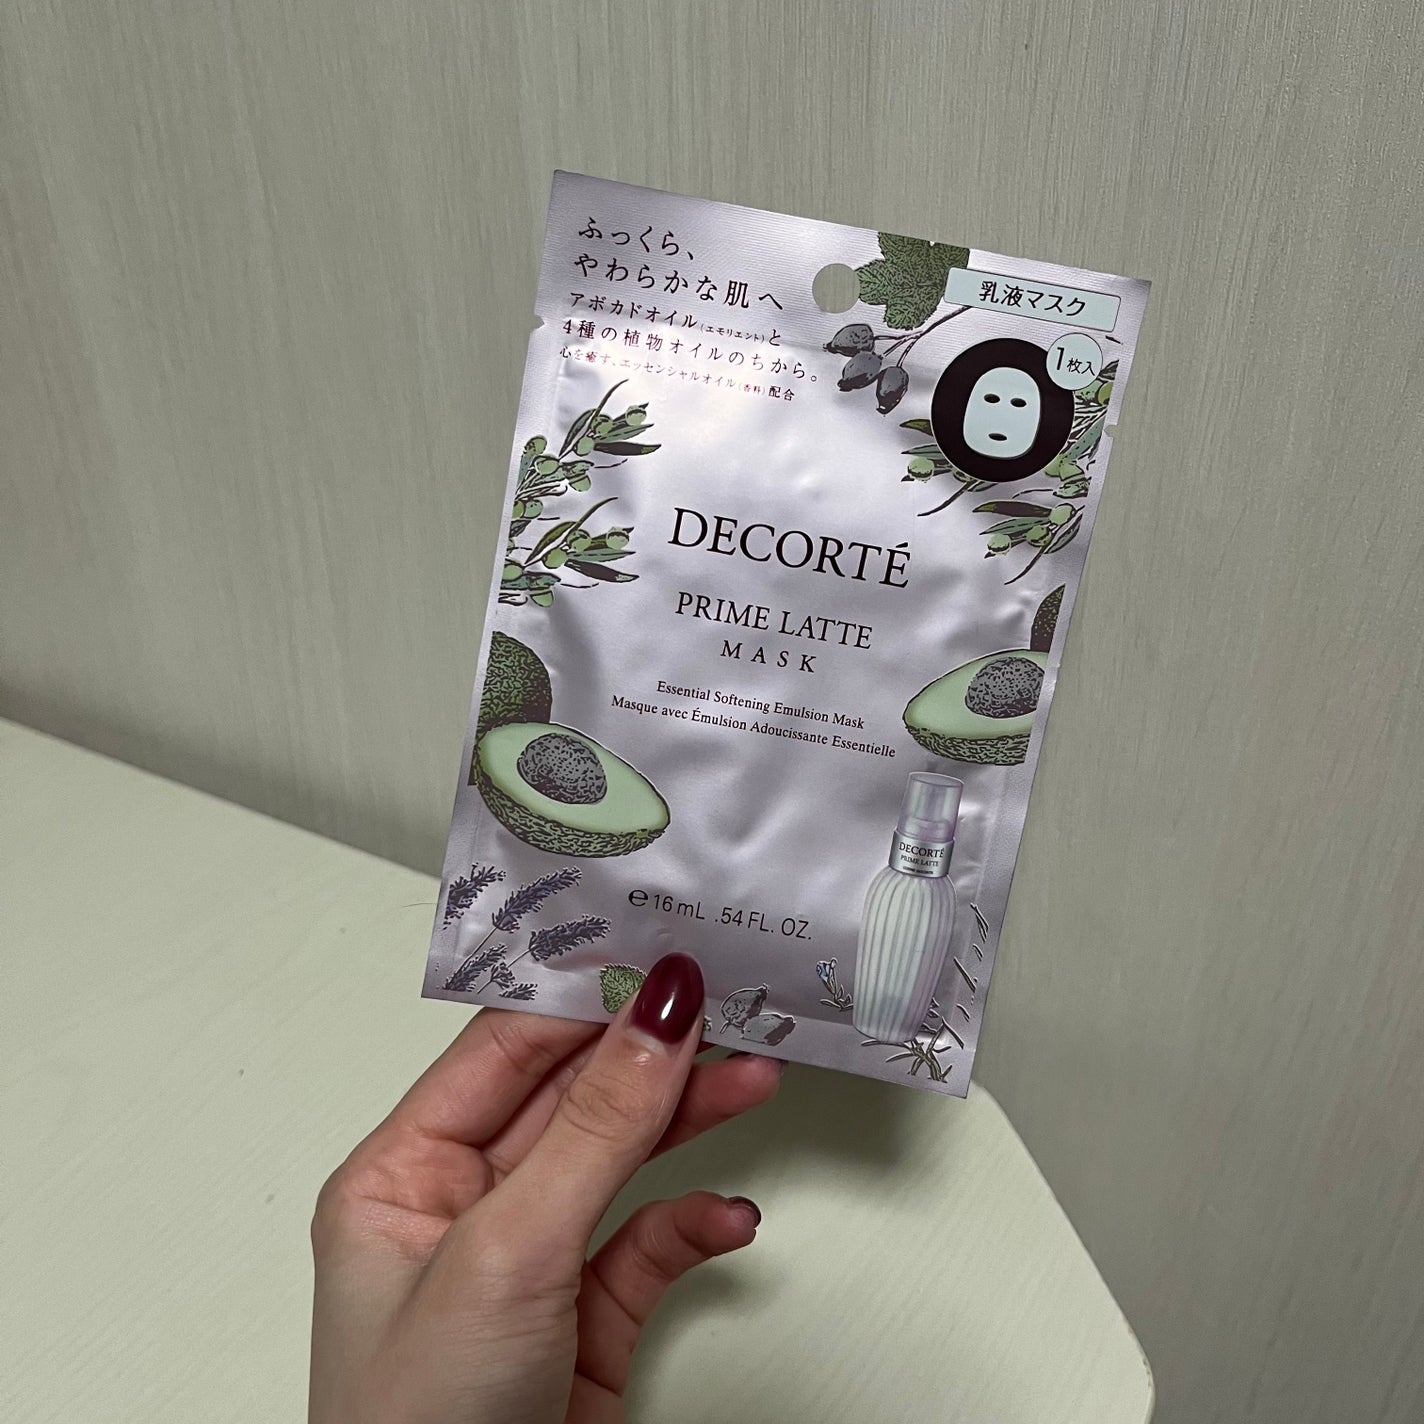 ふっくら、
やわらかな肌へ
アボカドオイル(エモリエント)と
4種の植物オイルのちから。
心を癒す、エッセンシャルオイル(香料)配合
乳液マスク
1枚入
DECORTÉ
PRIME LATTE
MASK
Essential Softening Emulsion Mask
Masque avec Émulsion Adoucissante Essentielle
DECORTÉ
PRIME LATTE
℮16mL .54 FL. OZ.